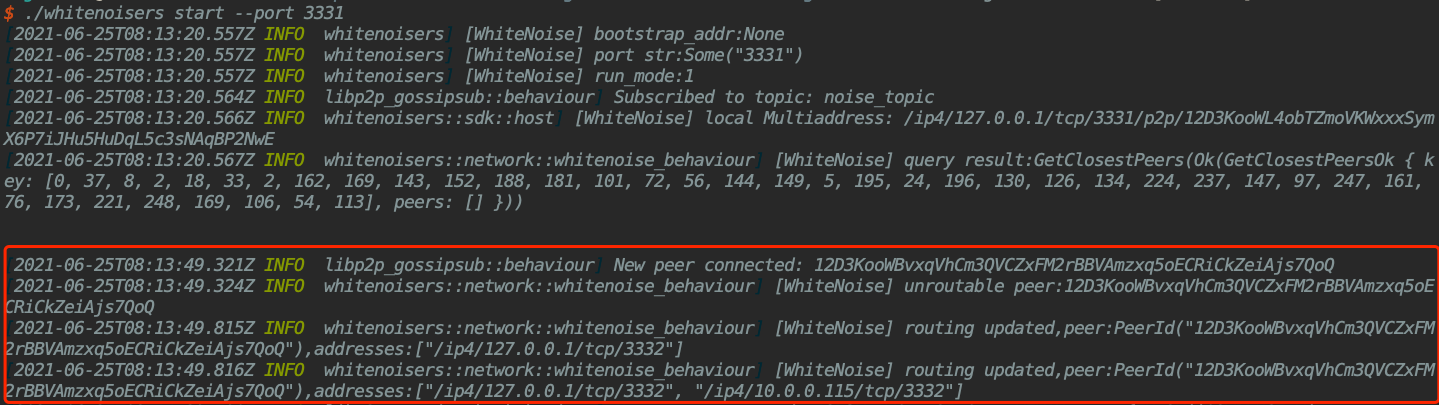 $ ./whitenoisers start --port 3331
[2021-06-25T08:13:20.557Z INFO  whitenoisers] [WhiteNoise] bootstrap_addr:None
[2021-06-25T08:13:20.557Z INFO  whitenoisers] [WhiteNoise] port str:Some("3331")
[2021-06-25T08:13:20.557Z INFO  whitenoisers] [WhiteNoise] run_mode:1
[2021-06-25T08:13:20.564Z INFO  libp2p_gossipsub::behaviour] Subscribed to topic: noise_topic
[2021-06-25T08:13:20.566Z INFO  whitenoisers::sdk::host] [WhiteNoise] local Multiaddress: /ip4/127.0.0.1/tcp/3331/p2p/12D3KooWL4obTZmoVKWxxxSym
X6P7iJHu5HuDqL5c3sNAqBP2NwE
[2021-06-25T08:13:20.567Z INFO  whitenoisers::network::whitenoise_behaviour] [WhiteNoise] query result:GetClosestPeers(Ok(GetClosestPeersOk { k
ey: [0, 37, 8, 2, 18, 33, 2, 162, 169, 143, 152, 188, 181, 101, 72, 56, 144, 149, 5, 195, 24, 196, 130, 126, 134, 224, 237, 147, 97, 247, 161,
76, 173, 221, 248, 169, 106, 54, 113], peers: [] }))
[2021-06-25T08:13:49.321Z INFO  libp2p_gossipsub::behaviour] New peer connected: 12D3KooWBvxqVhCm3QVCZxFM2rBBVAmzxq5oECRiCkZeiAjs7QoQ
[2021-06-25T08:13:49.324Z INFO  whitenoisers::network::whitenoise_behaviour] [WhiteNoise] unroutable peer:12D3KooWBvxqVhCm3QVCZxFM2rBBVAmzxq5oE
CRiCkZeiAjs7QoQ
[2021-06-25T08:13:49.815Z INFO  whitenoisers::network::whitenoise_behaviour] [WhiteNoise] routing updated,peer:PeerId("12D3KooWBvxqVhCm3QVCZxFM
2rBBVAmzxq5oECRiCkZeiAjs7QoQ"),addresses:["/ip4/127.0.0.1/tcp/3332"]
[2021-06-25T08:13:49.816Z INFO  whitenoisers::network::whitenoise_behaviour] [WhiteNoise] routing updated,peer:PeerId("12D3KooWBvxqVhCm3QVCZxFM
2rBBVAmzxq5oECRiCkZeiAjs7QoQ"),addresses:["/ip4/127.0.0.1/tcp/3332", "/ip4/10.0.0.115/tcp/3332"]